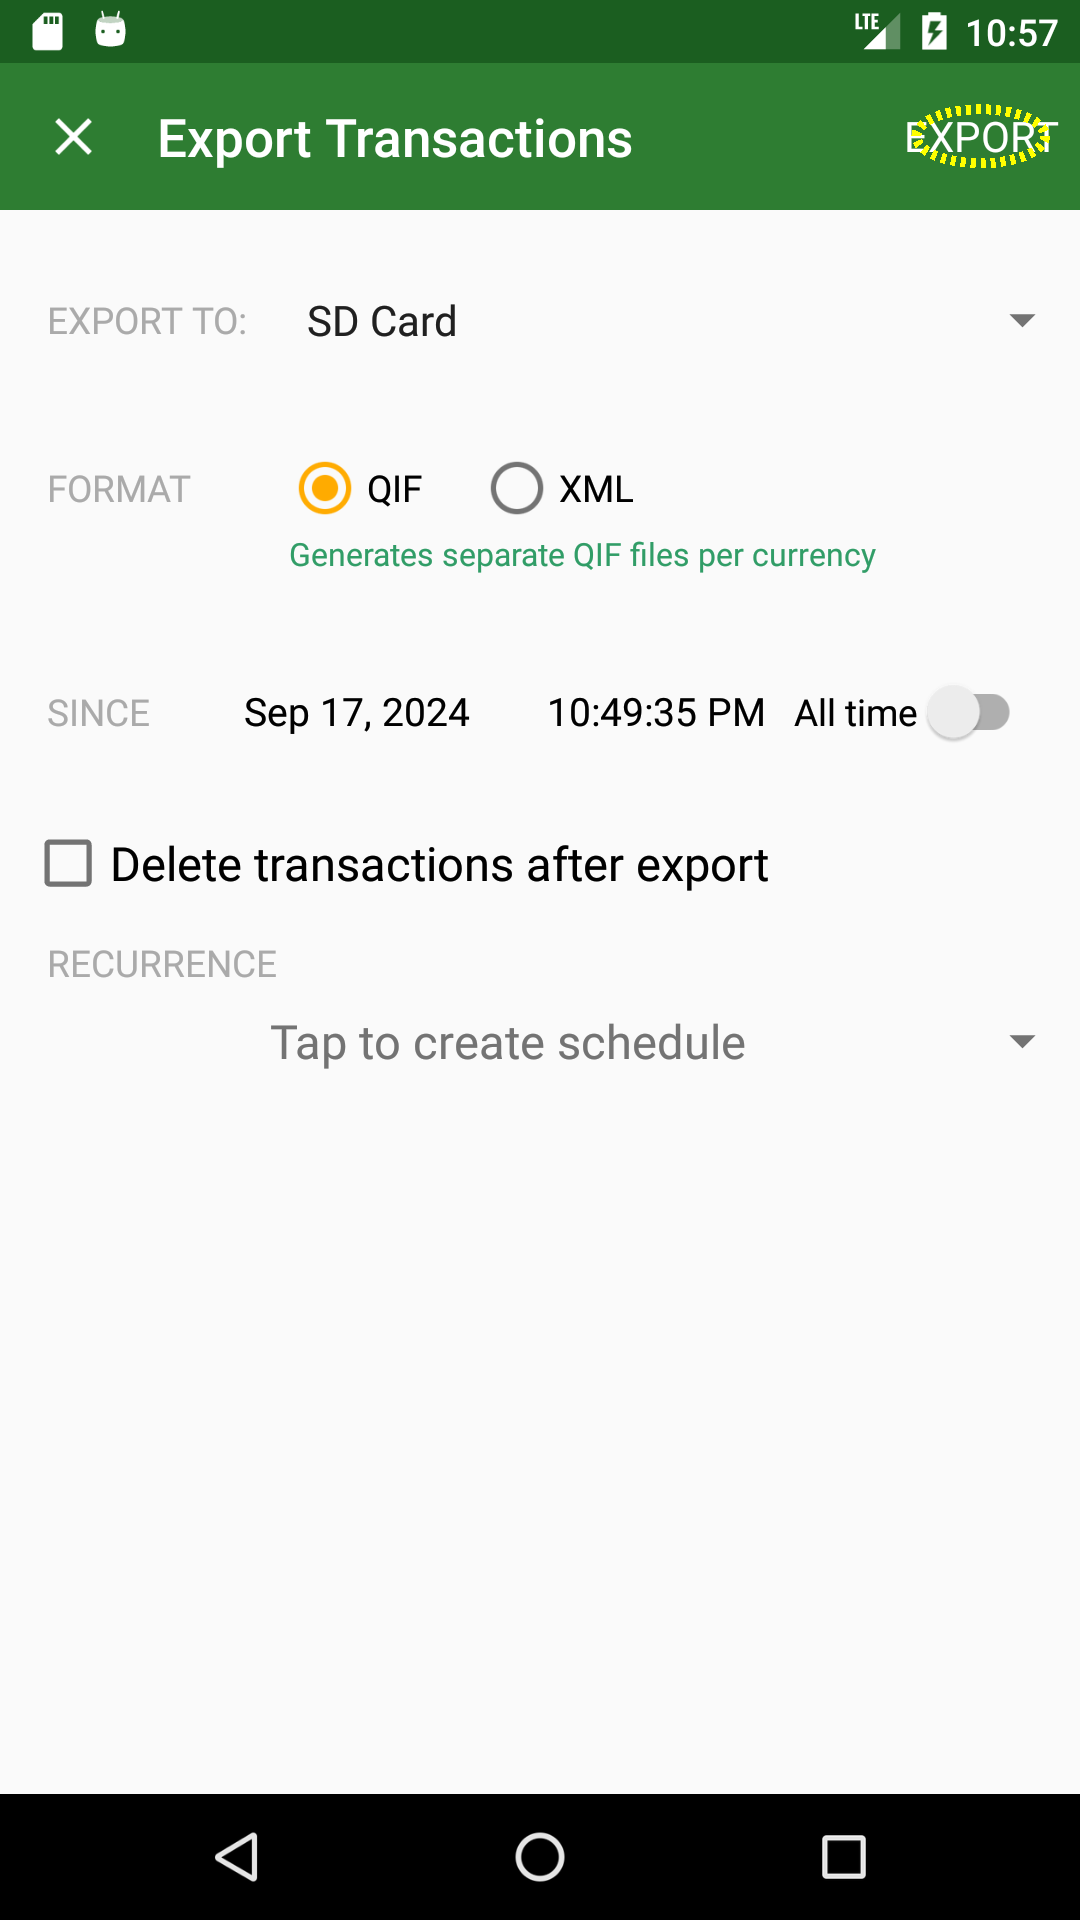 LTE 10:57
Export Transactions EXPORT
EXPORT TO: SD Card
FORMAT QIF XML
Generates separate QIF files per currency
SINCE Sep 17, 2024 10:49:35 PM All time
Delete transactions after export
RECURRENCE
Tap to create schedule